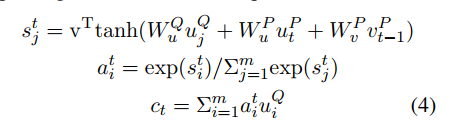 s_j^t = v^T tanh(W_u^Q u_j^Q + W_u^P u_t^P + W_v^P v_{t-1}^P)
a_i^t = exp(s_i^t)/Σ_{j=1}^m exp(s_j^t)
c_t = Σ_{i=1}^m a_i^t u_i^Q (4)